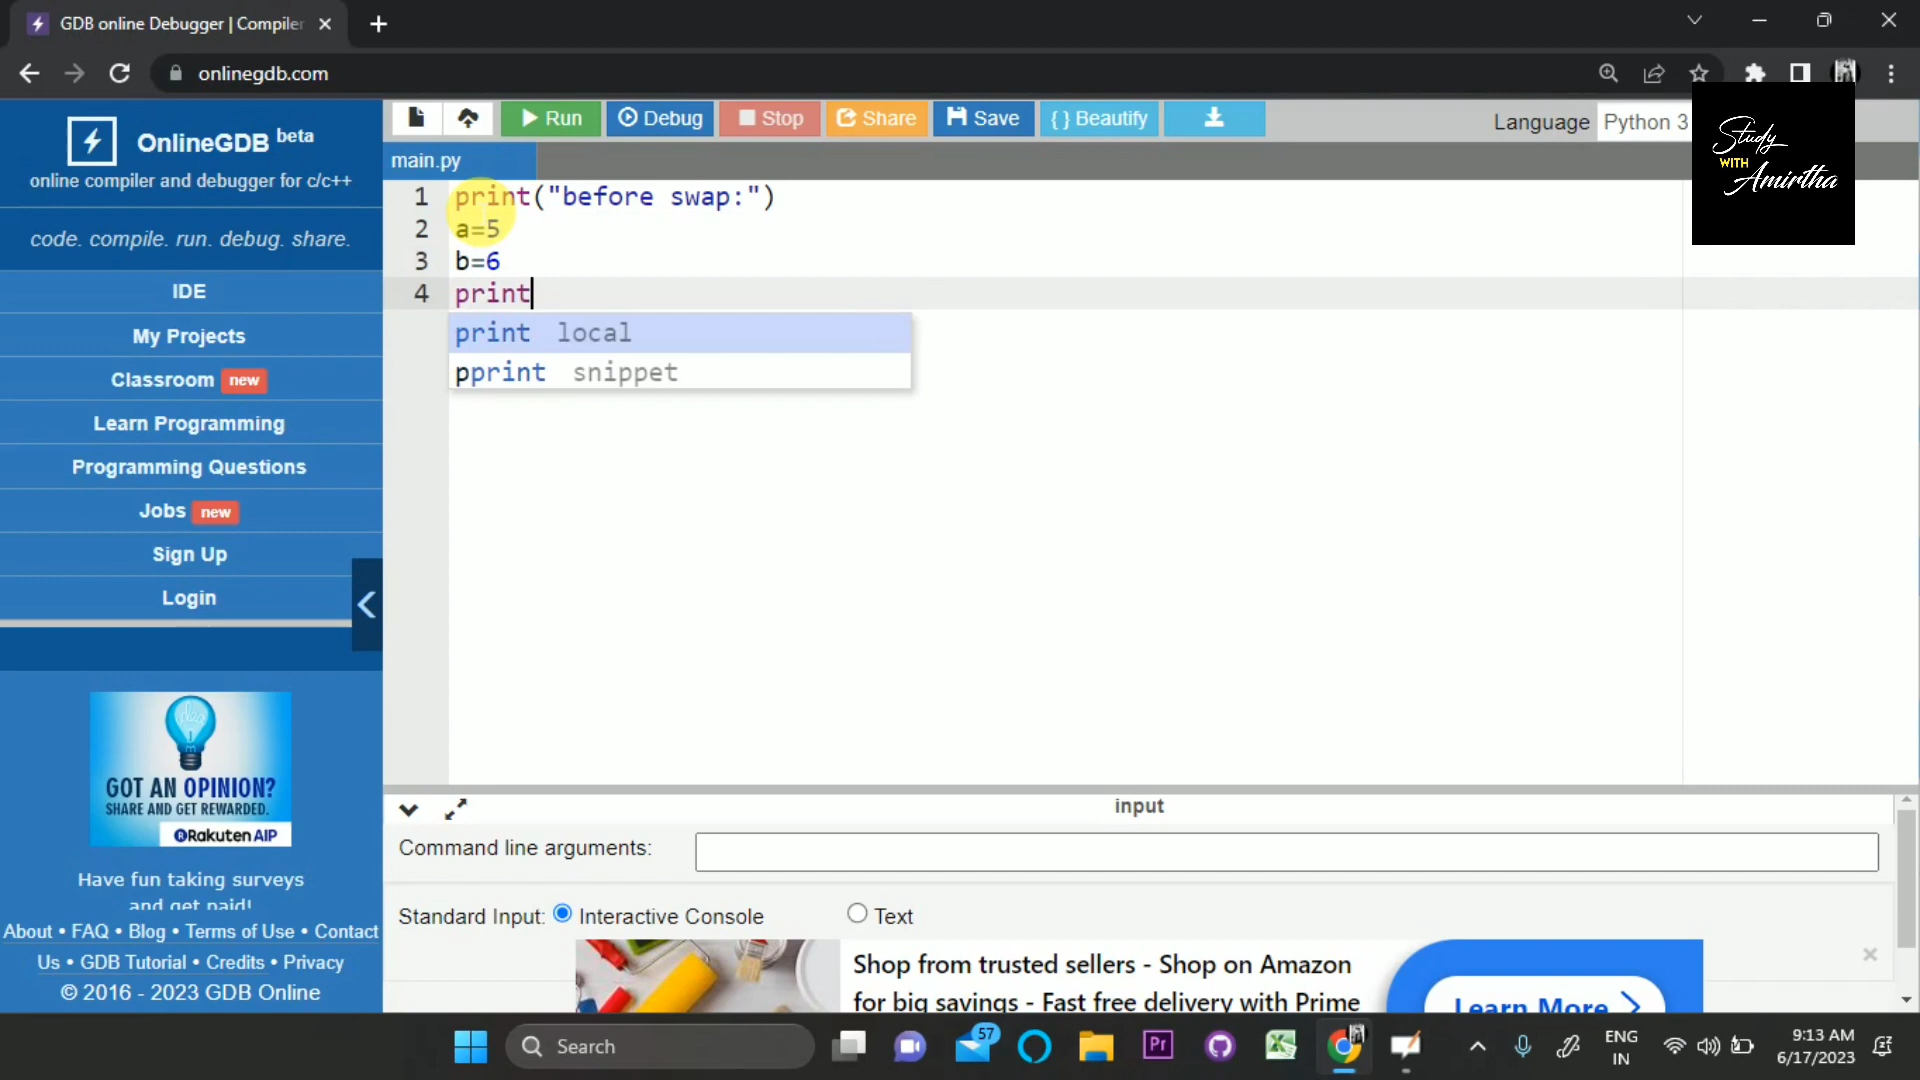 GDB online Debugger | Compiler
onlinegdb.com
OnlineGDB beta
online compiler and debugger for c/c++
code. compile. run. debug. share.
IDE
My Projects
Classroom new
Learn Programming
Programming Questions
Jobs new
Sign Up
Login
GOT AN OPINION?
SHARE AND GET REWARDED.
Rakuten AIP
Have fun taking surveys
and get paid!
About • FAQ • Blog • Terms of Use • Contact
Us • GDB Tutorial • Credits • Privacy
© 2016 - 2023 GDB Online
Run Debug Stop Share Save { } Beautify
Language Python 3
Study
WITH
Amirtha
main.py
1 print("before swap:")
2 a=5
3 b=6
4 print
print local
pprint snippet
input
Command line arguments:
Standard Input: Interactive Console Text
Shop from trusted sellers - Shop on Amazon
for big savings - Fast free delivery with Prime
Learn More
Search
57
Pr
ENG
IN
9:13 AM
6/17/2023